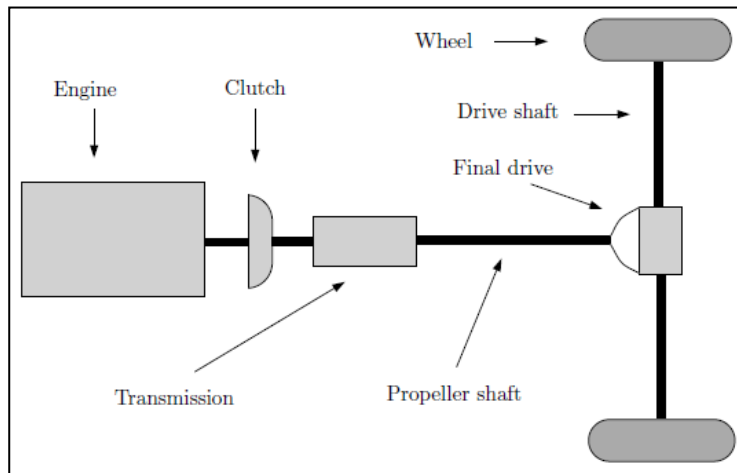 Wheel
Engine
Clutch
Drive shaft
Final drive
Transmission
Propeller shaft